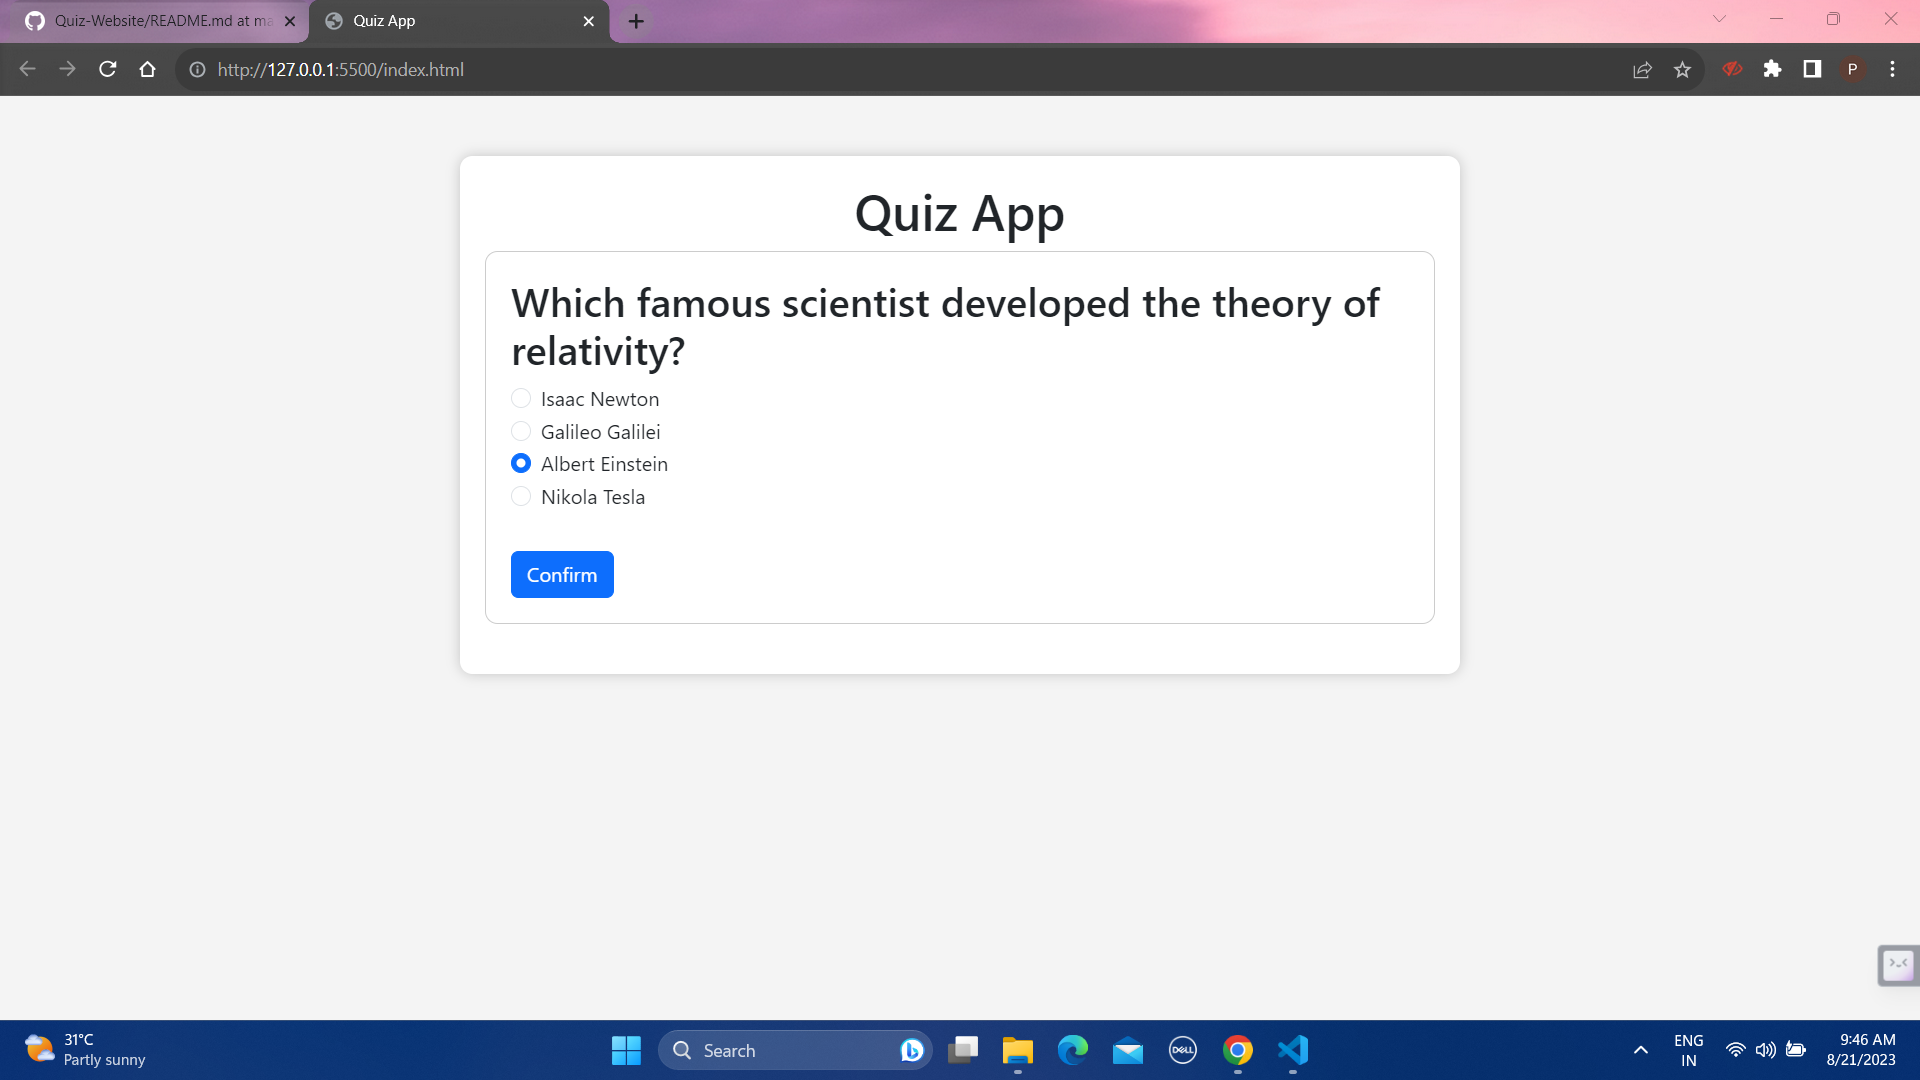 Quiz-Website/README.md at ma
Quiz App
http://127.0.0.1:5500/index.html
P
Quiz App
Which famous scientist developed the theory of
relativity?
Isaac Newton
Galileo Galilei
Albert Einstein
Nikola Tesla
Confirm
31°C
Partly sunny
Search
DELL
ENG
IN
9:46 AM
8/21/2023